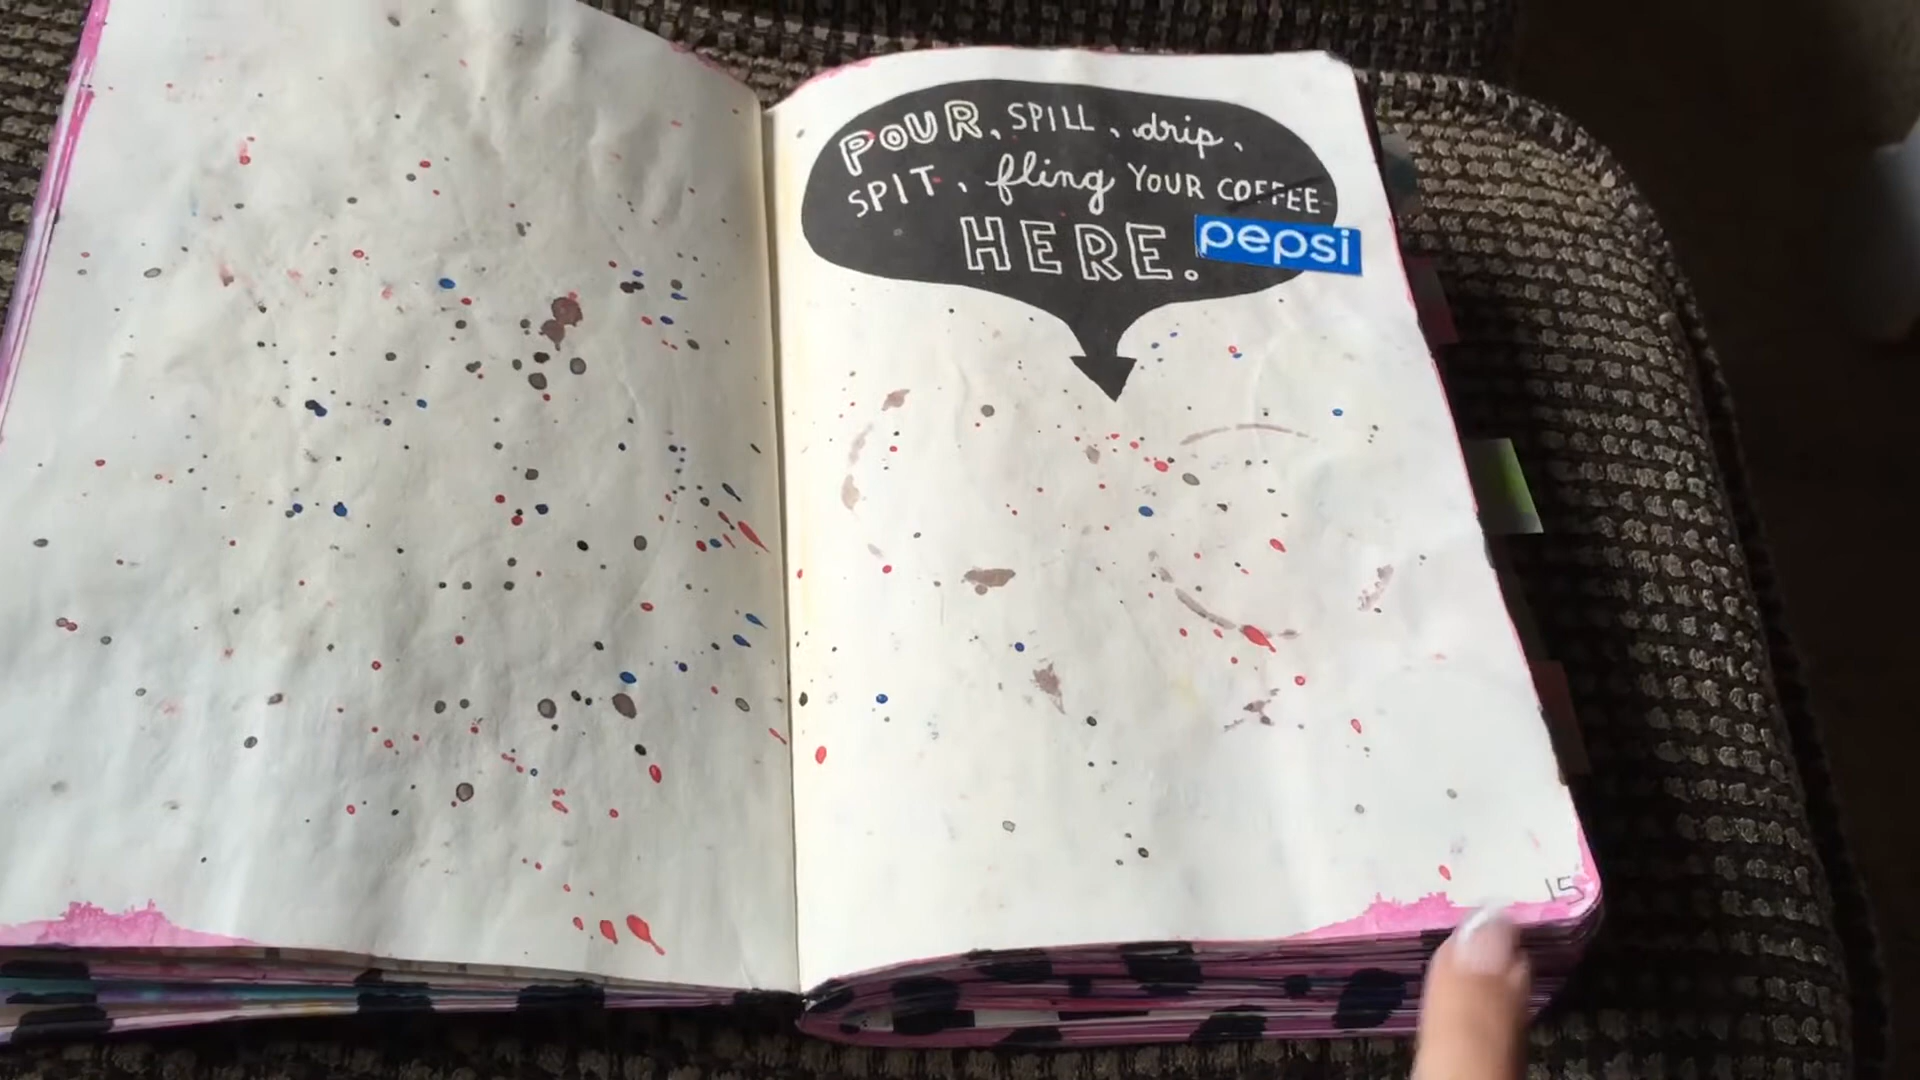 POUR, SPILL, drip,
SPIT, fling YOUR COFFEE
HERE.
pepsi
15